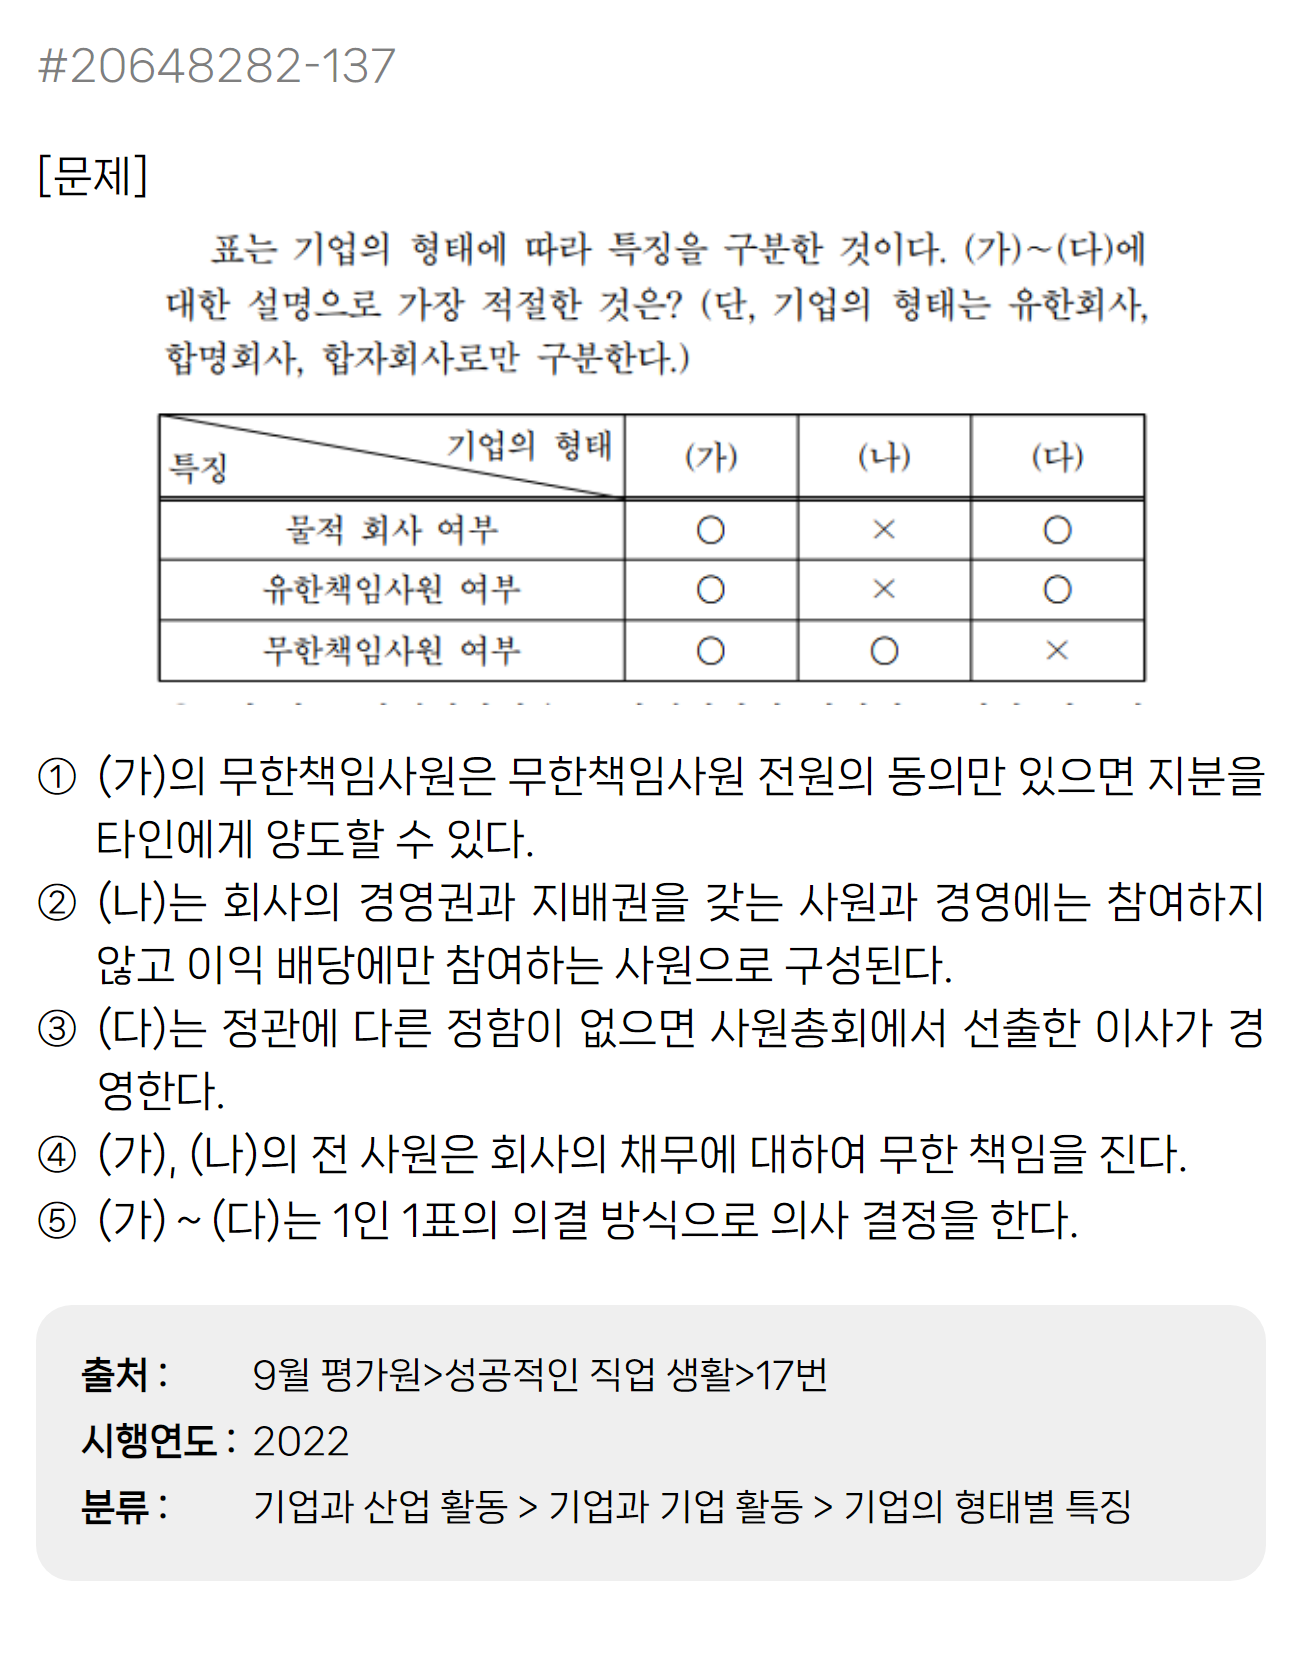 #20648282-137
[문제]
표는 기업의 형태에 따라 특징을 구분한 것이다. (가)~(다)에
대한 설명으로 가장 적절한 것은? (단, 기업의 형태는 유한회사,
합명회사, 합자회사로만 구분한다.)
기업의 형태
특징
(가) (나) (다)
물적 회사 여부 ○ × ○
유한책임사원 여부 ○ × ○
무한책임사원 여부 ○ ○ ×
① (가)의 무한책임사원은 무한책임사원 전원의 동의만 있으면 지분을
타인에게 양도할 수 있다.
② (나)는 회사의 경영권과 지배권을 갖는 사원과 경영에는 참여하지
않고 이익 배당에만 참여하는 사원으로 구성된다.
③ (다)는 정관에 다른 정함이 없으면 사원총회에서 선출한 이사가 경
영한다.
④ (가), (나)의 전 사원은 회사의 채무에 대하여 무한 책임을 진다.
⑤ (가) ~ (다)는 1인 1표의 의결 방식으로 의사 결정을 한다.
출처 : 9월 평가원>성공적인 직업 생활>17번
시행연도 : 2022
분류 : 기업과 산업 활동 > 기업과 기업 활동 > 기업의 형태별 특징